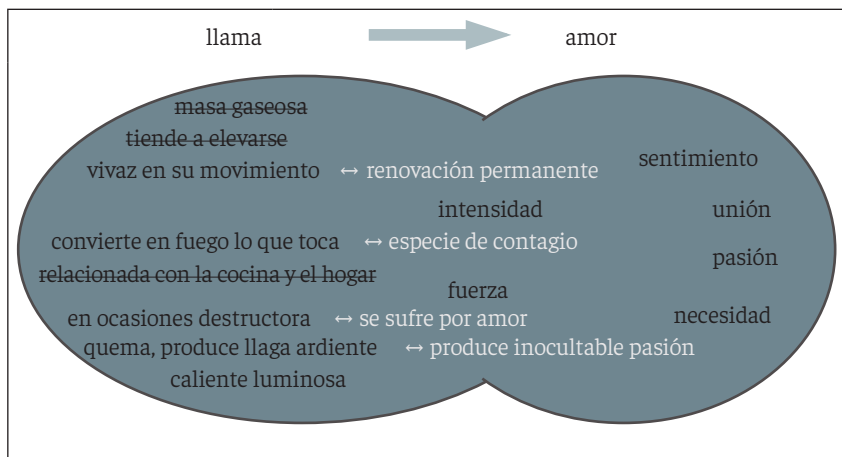 llama amor
masa gaseosa
tiende a elevarse
vivaz en su movimiento ↔ renovación permanente
sentimiento
intensidad
unión
convierte en fuego lo que toca ↔ especie de contagio
pasión
relacionada con la cocina y el hogar
fuerza
en ocasiones destructora ↔ se sufre por amor
necesidad
quema, produce llaga ardiente ↔ produce inocultable pasión
caliente luminosa